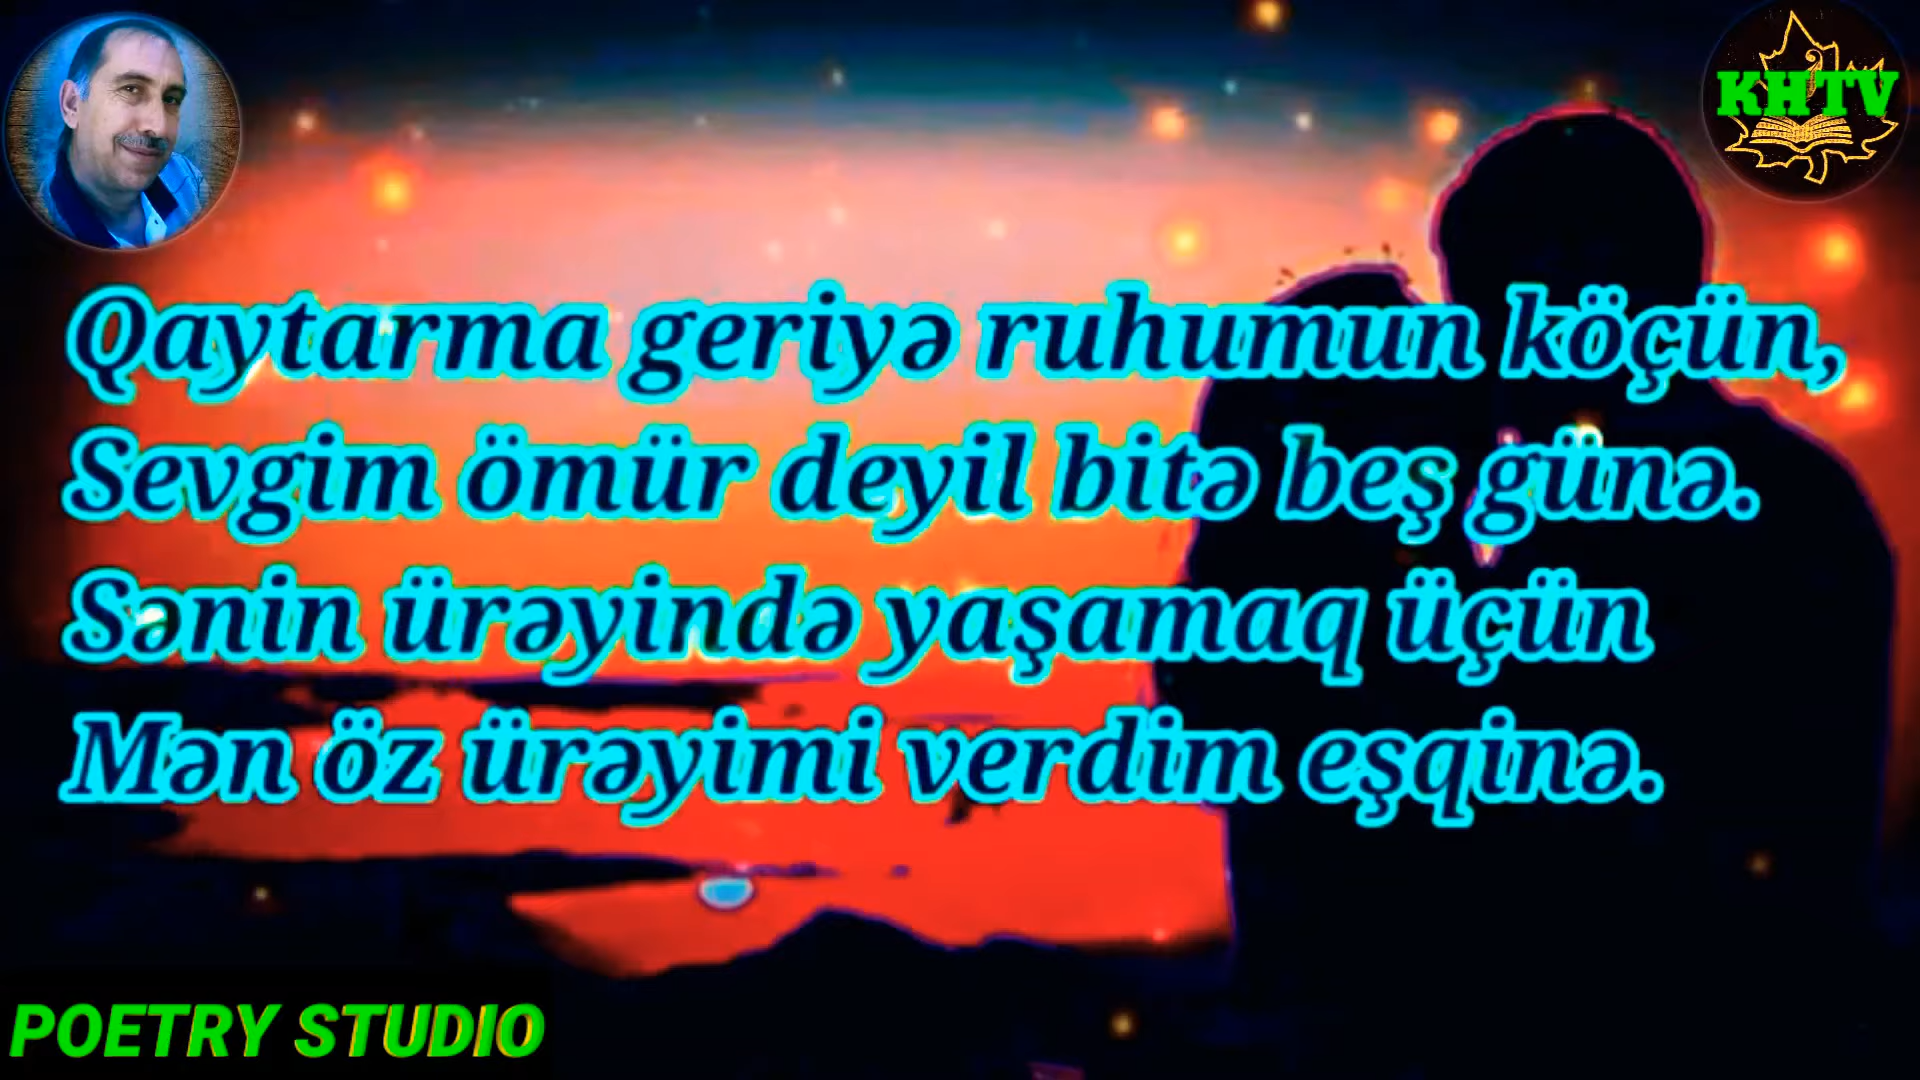 KHTV
Qaytarma geriyə ruhumun köçün,
Sevgim ömür deyil bitə beş günə.
Sənin ürəyində yaşamaq üçün
Mən öz ürəyimi verdim eşqinə.
POETRY STUDIO